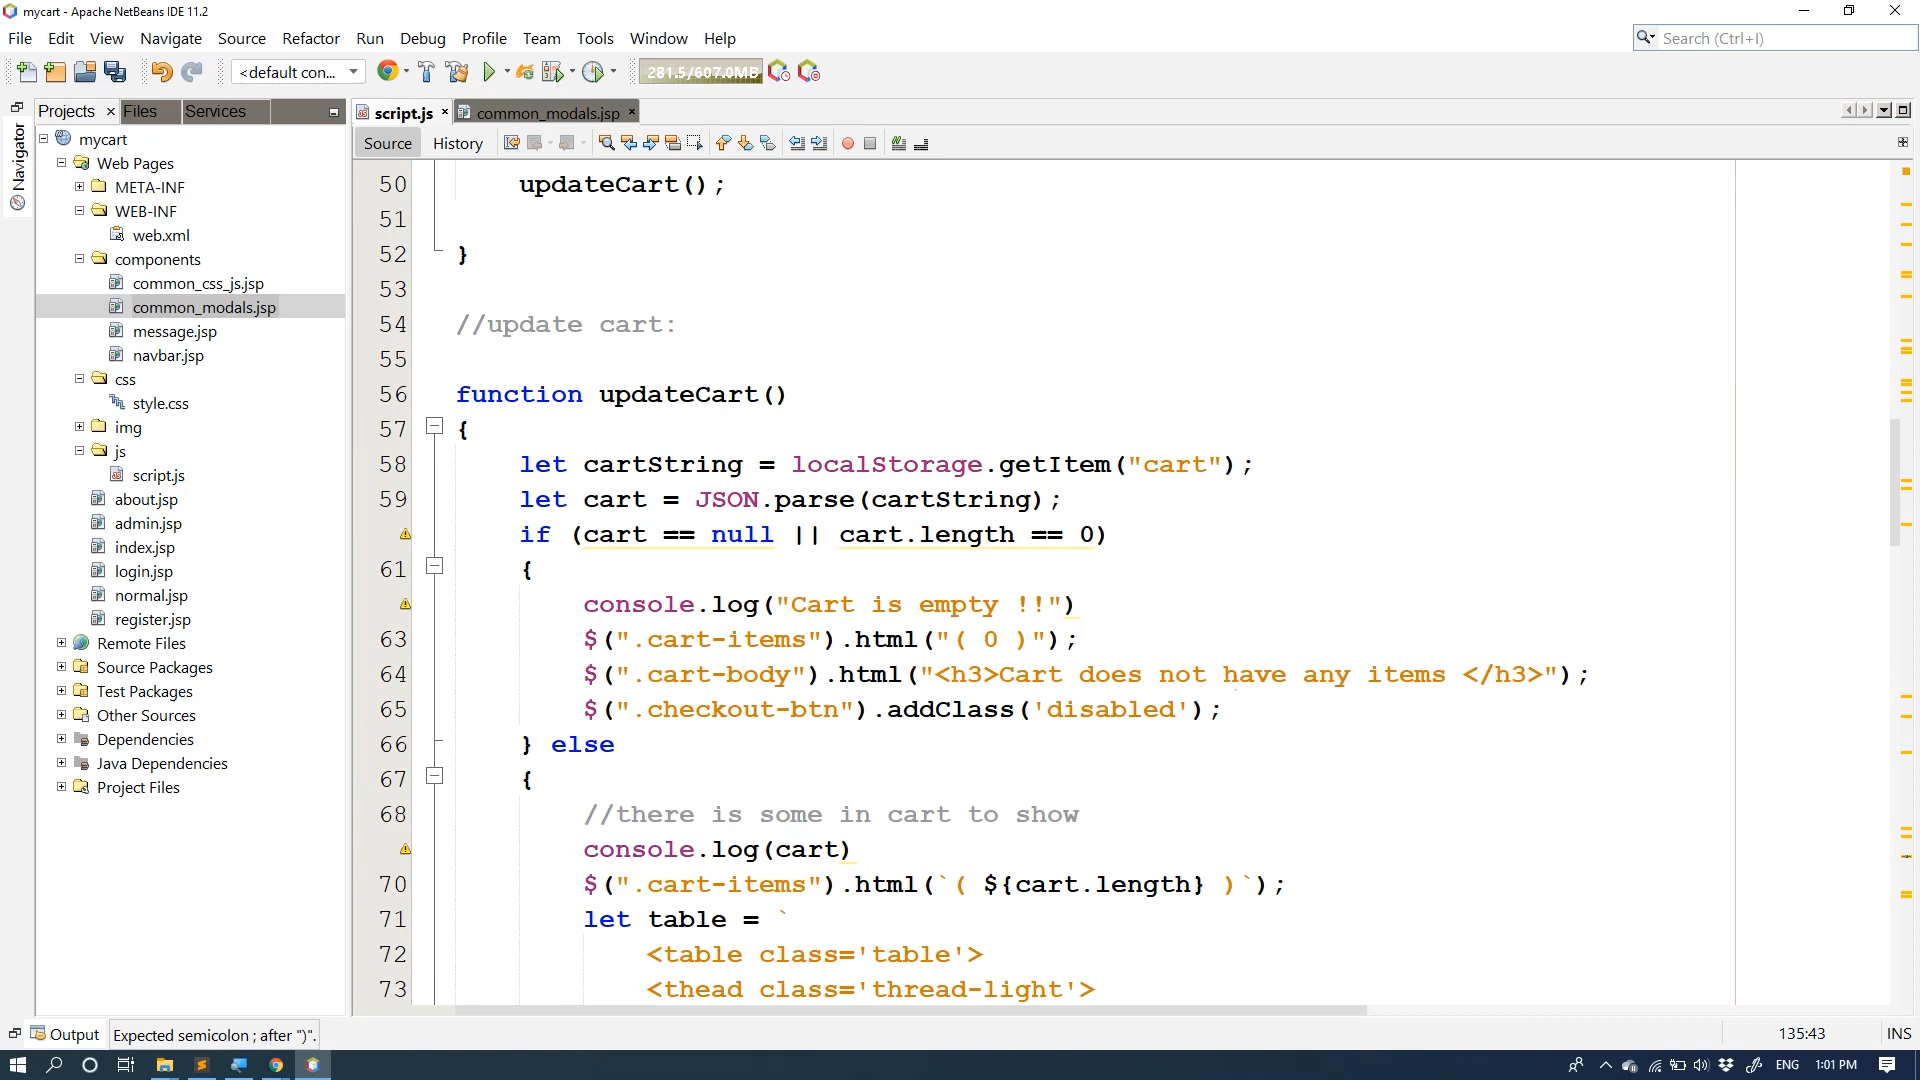 mycart - Apache NetBeans IDE 11.2
File Edit View Navigate Source Refactor Run Debug Profile Team Tools Window Help
Search (Ctrl+I)
<default con...
281.5/607.0MB
Projects Files Services
script.js common_modals.jsp
Source History
Navigator
mycart
Web Pages
META-INF
WEB-INF
web.xml
components
common_css_js.jsp
common_modals.jsp
message.jsp
navbar.jsp
css
style.css
img
js
script.js
about.jsp
admin.jsp
index.jsp
login.jsp
normal.jsp
register.jsp
Remote Files
Source Packages
Test Packages
Other Sources
Dependencies
Java Dependencies
Project Files
50 updateCart();
51
52 }
53
54 //update cart:
55
56 function updateCart()
57 {
58 let cartString = localStorage.getItem("cart");
59 let cart = JSON.parse(cartString);
if (cart == null || cart.length == 0)
61 {
console.log("Cart is empty !!")
63 $(".cart-items").html("( 0 )");
64 $(".cart-body").html("<h3>Cart does not have any items </h3>");
65 $(".checkout-btn").addClass('disabled');
66 } else
67 {
68 //there is some in cart to show
console.log(cart)
70 $(".cart-items").html(`( ${cart.length} )`);
71 let table = `
72 <table class='table'>
73 <thead class='thread-light'>
Output Expected semicolon ; after ")".
135:43 INS
ENG 1:01 PM